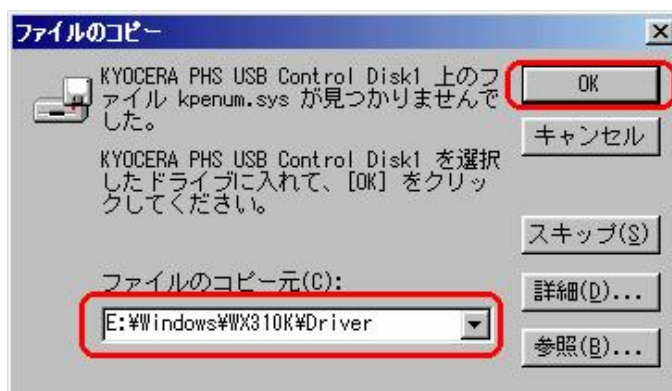 ファイルのコピー
KYOCERA PHS USB Control Disk1 上のフ
ァイル kpenum.sys が見つかりませんで
した。
KYOCERA PHS USB Control Disk1 を選択
したドライブに入れて、[OK] をクリッ
クしてください。
ファイルのコピー元(C):
E:¥Windows¥WX310K¥Driver
OK
キャンセル
スキップ(S)
詳細(D)...
参照(B)...